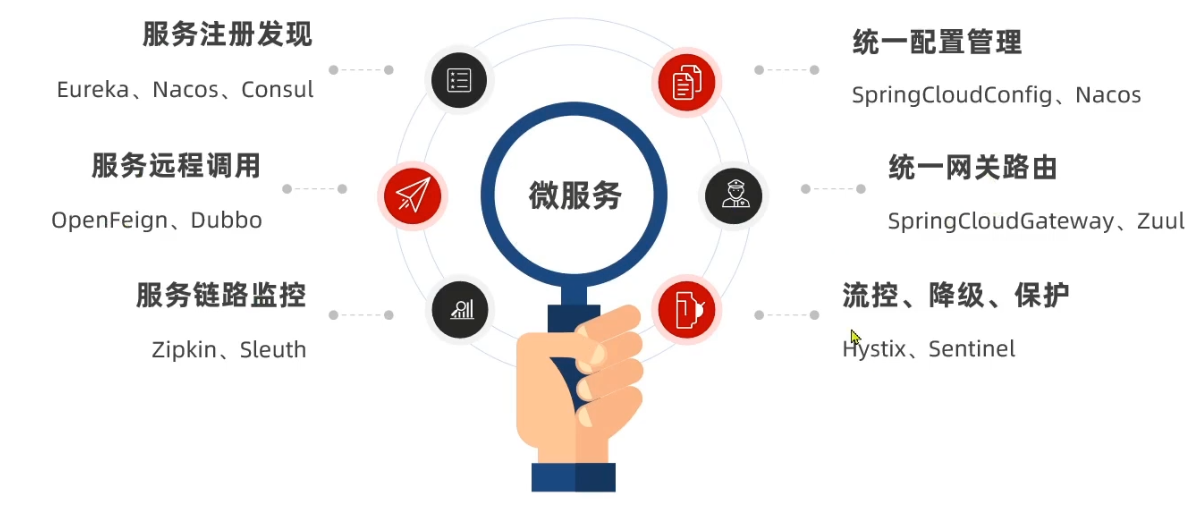 服务注册发现
Eureka、Nacos、Consul
服务远程调用
OpenFeign、Dubbo
服务链路监控
Zipkin、Sleuth
微服务
统一配置管理
SpringCloudConfig、Nacos
统一网关路由
SpringCloudGateway、Zuul
流控、降级、保护
Hystix、Sentinel